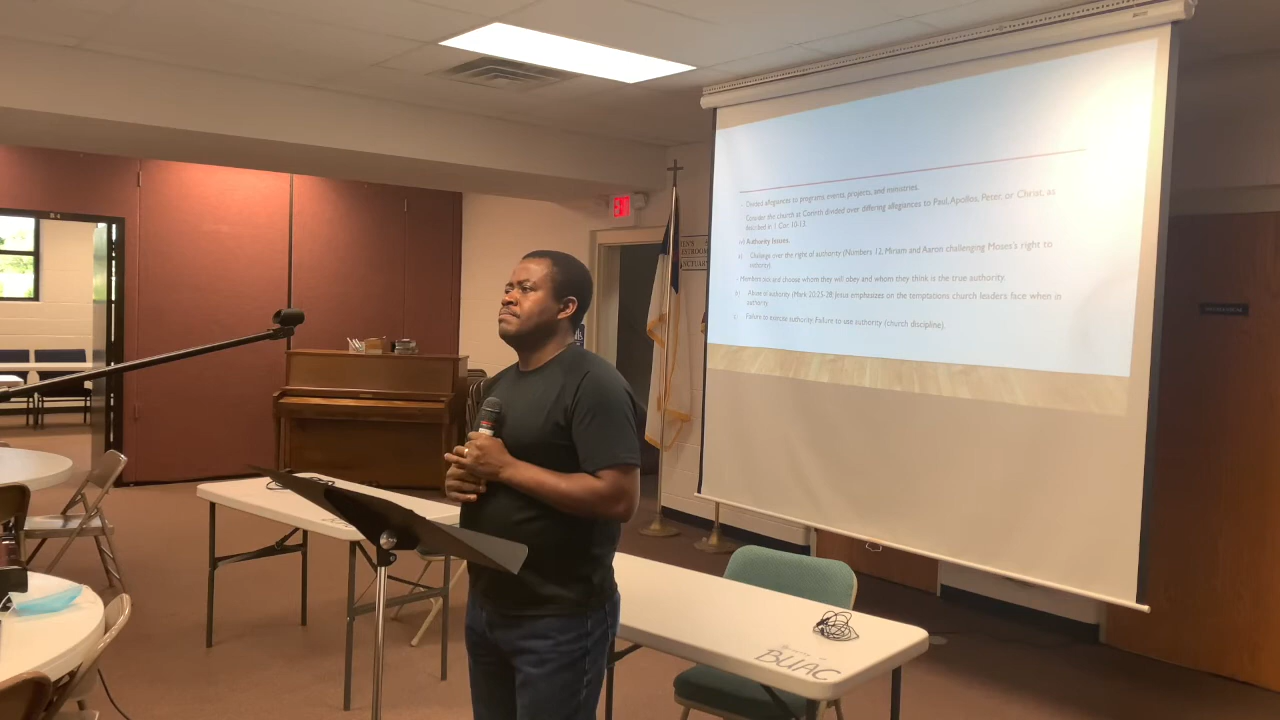 - Divided allegiances to programs, events, projects, and ministries.
Consider the church at Corinth divided over differing allegiances to Paul, Apollos, Peter, or Christ, as
described in 1 Cor 10-13.
Authority Issues.
Challenge over the right of authority (Numbers 12, Miriam and Aaron challenging Moses's right to
authority)
Members pick and choose whom they will obey and whom they think is the true authority
b) Abuse of authority (Mark 20:25-28 Jesus emphasizes on the temptations church leaders face when in
authority
Failure to exercise authority: Failure to use authority (church discipline).
BUAC